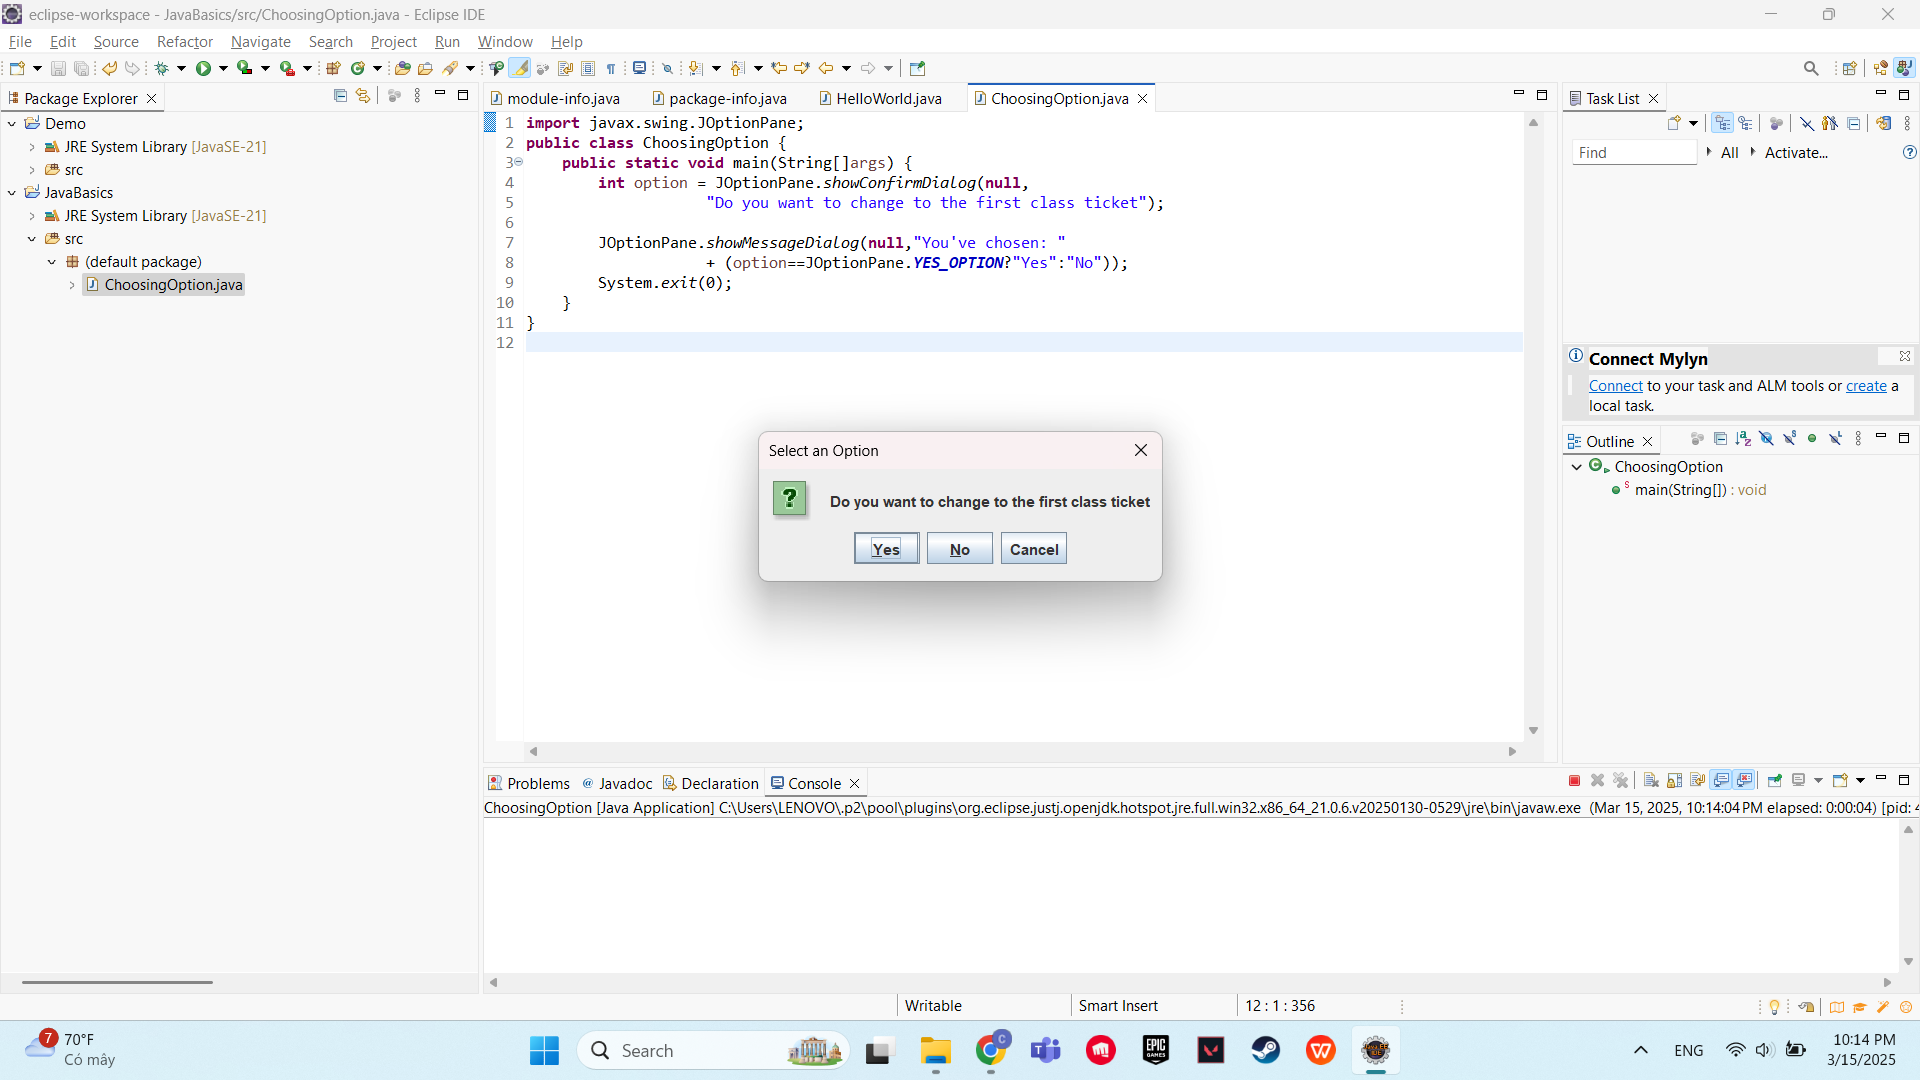 eclipse-workspace - JavaBasics/src/ChoosingOption.java - Eclipse IDE
File Edit Source Refactor Navigate Search Project Run Window Help
Package Explorer
Demo
JRE System Library [JavaSE-21]
src
JavaBasics
JRE System Library [JavaSE-21]
src
(default package)
ChoosingOption.java
module-info.java package-info.java HelloWorld.java ChoosingOption.java
1 import javax.swing.JOptionPane;
2 public class ChoosingOption {
3 public static void main(String[]args) {
4 int option = JOptionPane.showConfirmDialog(null,
5 "Do you want to change to the first class ticket");
6
7 JOptionPane.showMessageDialog(null,"You've chosen: "
8 + (option==JOptionPane.YES_OPTION?"Yes":"No"));
9 System.exit(0);
10 }
11 }
12
Select an Option
Do you want to change to the first class ticket
Yes No Cancel
Task List
Find All Activate...
Connect Mylyn
Connect to your task and ALM tools or create a
local task.
Outline
ChoosingOption
main(String[]) : void
Problems Javadoc Declaration Console
ChoosingOption [Java Application] C:\Users\LENOVO\.p2\pool\plugins\org.eclipse.justj.openjdk.hotspot.jre.full.win32.x86_64_21.0.6.v20250130-0529\jre\bin\javaw.exe (Mar 15, 2025, 10:14:04 PM elapsed: 0:00:04) [pid: 4
Writable Smart Insert 12 : 1 : 356
7 70°F
Có mây
Search
C
EPIC
GAMES
ENG
10:14 PM
3/15/2025